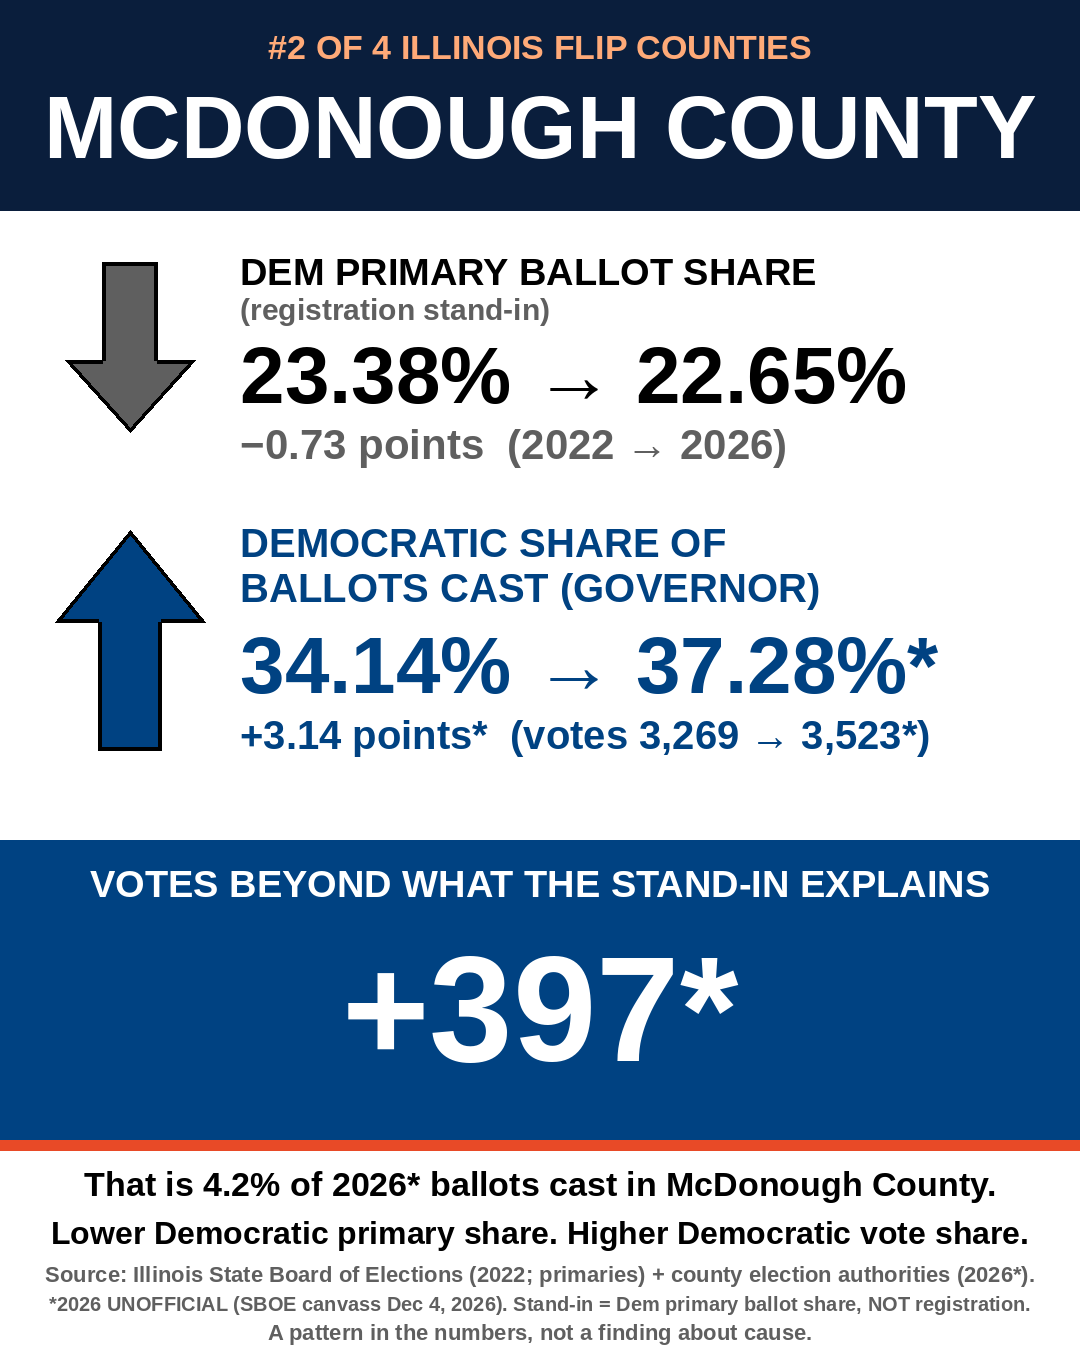 #2 OF 4 ILLINOIS FLIP COUNTIES
MCDONOUGH COUNTY
DEM PRIMARY BALLOT SHARE
(registration stand-in)
23.38% → 22.65%
−0.73 points (2022 → 2026)
DEMOCRATIC SHARE OF
BALLOTS CAST (GOVERNOR)
34.14% → 37.28%*
+3.14 points* (votes 3,269 → 3,523*)
VOTES BEYOND WHAT THE STAND-IN EXPLAINS
+397*
That is 4.2% of 2026* ballots cast in McDonough County.
Lower Democratic primary share. Higher Democratic vote share.
Source: Illinois State Board of Elections (2022; primaries) + county election authorities (2026*).
*2026 UNOFFICIAL (SBOE canvass Dec 4, 2026). Stand-in = Dem primary ballot share, NOT registration.
A pattern in the numbers, not a finding about cause.